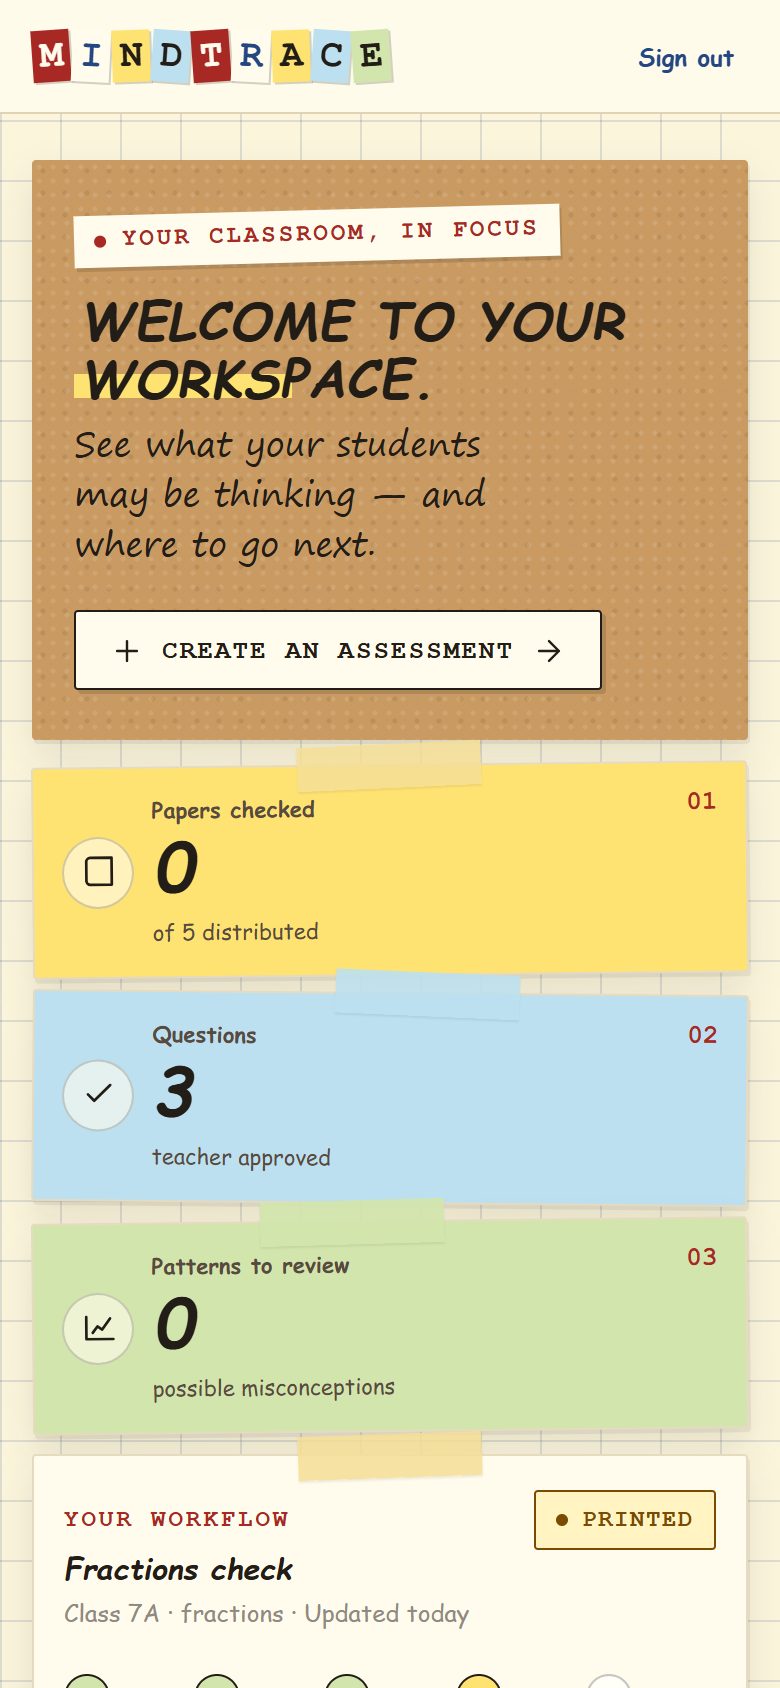 MINDTRACE
Sign out
YOUR CLASSROOM, IN FOCUS
WELCOME TO YOUR
WORKSPACE.
See what your students
may be thinking — and
where to go next.
+ CREATE AN ASSESSMENT →
Papers checked
01
0
of 5 distributed
Questions
02
3
teacher approved
Patterns to review
03
0
possible misconceptions
YOUR WORKFLOW
PRINTED
Fractions check
Class 7A · fractions · Updated today